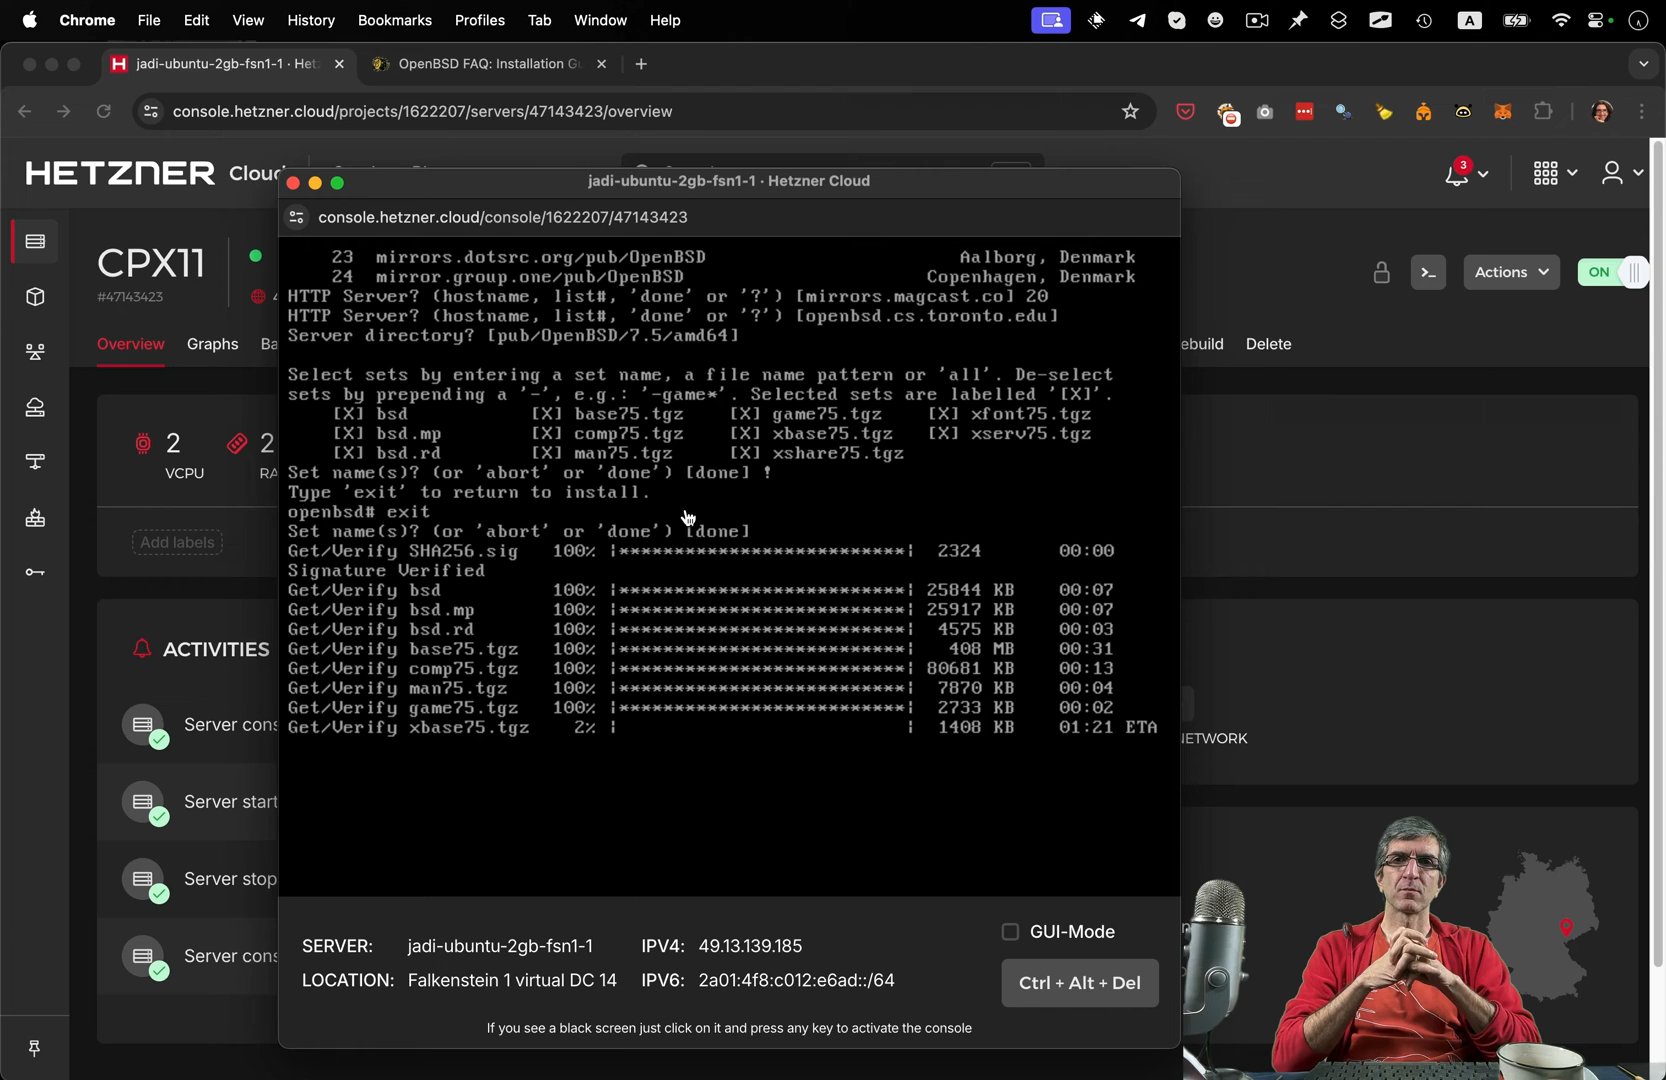 Chrome File Edit View History Bookmarks Profiles Tab Window Help
A
jadi-ubuntu-2gb-fsn1-1 · Het
OpenBSD FAQ: Installation Gu
console.hetzner.cloud/projects/1622207/servers/47143423/overview
HETZNER Cloud
3
jadi-ubuntu-2gb-fsn1-1 · Hetzner Cloud
console.hetzner.cloud/console/1622207/47143423
CPX11
#47143423
Actions
ON
Overview Graphs Ba
ebuild Delete
2
VCPU
2
RA
Add labels
ACTIVITIES
Server cons
Server start
Server stop
Server cons
ETWORK
23 mirrors.dotsrc.org/pub/OpenBSD Aalborg, Denmark
24 mirror.group.one/pub/OpenBSD Copenhagen, Denmark
HTTP Server? (hostname, list#, 'done' or '?') [mirrors.magcast.co] 20
HTTP Server? (hostname, list#, 'done' or '?') [openbsd.cs.toronto.edu]
Server directory? [pub/OpenBSD/7.5/amd64]
Select sets by entering a set name, a file name pattern or 'all'. De-select
sets by prepending a '-', e.g.: '-game*'. Selected sets are labelled '[X]'.
[X] bsd [X] base75.tgz [X] game75.tgz [X] xfont75.tgz
[X] bsd.mp [X] comp75.tgz [X] xbase75.tgz [X] xserv75.tgz
[X] bsd.rd [X] man75.tgz [X] xshare75.tgz
Set name(s)? (or 'abort' or 'done') [done] !
Type 'exit' to return to install.
openbsd# exit
Set name(s)? (or 'abort' or 'done') [done]
Get/Verify SHA256.sig 100% |**************************| 2324 00:00
Signature Verified
Get/Verify bsd 100% |**************************| 25844 KB 00:07
Get/Verify bsd.mp 100% |**************************| 25917 KB 00:07
Get/Verify bsd.rd 100% |**************************| 4575 KB 00:03
Get/Verify base75.tgz 100% |**************************| 408 MB 00:31
Get/Verify comp75.tgz 100% |**************************| 80681 KB 00:13
Get/Verify man75.tgz 100% |**************************| 7870 KB 00:04
Get/Verify game75.tgz 100% |**************************| 2733 KB 00:02
Get/Verify xbase75.tgz 2% | | 1408 KB 01:21 ETA
SERVER: jadi-ubuntu-2gb-fsn1-1 IPV4: 49.13.139.185
LOCATION: Falkenstein 1 virtual DC 14 IPV6: 2a01:4f8:c012:e6ad::/64
GUI-Mode
Ctrl + Alt + Del
If you see a black screen just click on it and press any key to activate the console